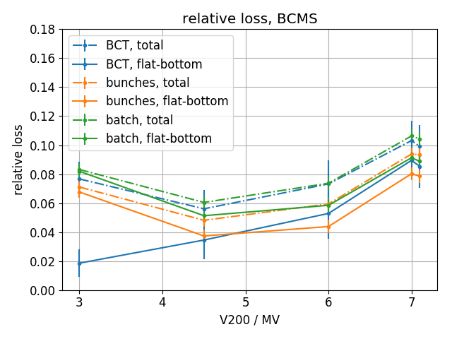 relative loss, BCMS
0.18
0.16
0.14
0.12
0.10
0.08
0.06
0.04
0.02
0.00
relative loss
BCT, total
BCT, flat-bottom
bunches, total
bunches, flat-bottom
batch, total
batch, flat-bottom
3 4 5 6 7
V200 / MV